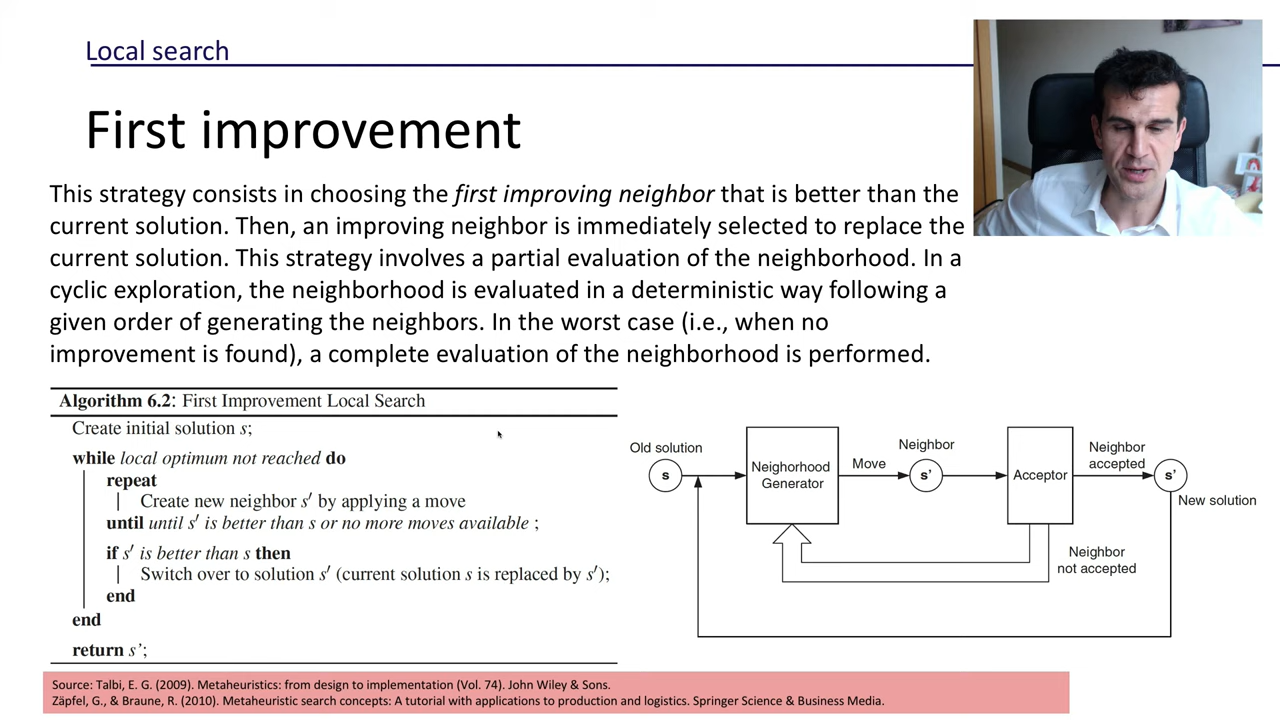 Local search
First improvement
This strategy consists in choosing the first improving neighbor that is better than the
current solution. Then, an improving neighbor is immediately selected to replace the
current solution. This strategy involves a partial evaluation of the neighborhood. In a
cyclic exploration, the neighborhood is evaluated in a deterministic way following a
given order of generating the neighbors. In the worst case (i.e., when no
improvement is found), a complete evaluation of the neighborhood is performed.
Algorithm 6.2: First Improvement Local Search
Create initial solution s;
while local optimum not reached do
repeat
Create new neighbor s′ by applying a move
until until s′ is better than s or no more moves available ;
if s′ is better than s then
Switch over to solution s′ (current solution s is replaced by s′);
end
end
return s’;
Old solution
s
Neighorhood
Generator
Move
Neighbor
s’
Acceptor
Neighbor
accepted
s’
New solution
Neighbor
not accepted
Source: Talbi, E. G. (2009). Metaheuristics: from design to implementation (Vol. 74). John Wiley & Sons.
Zäpfel, G., & Braune, R. (2010). Metaheuristic search concepts: A tutorial with applications to production and logistics. Springer Science & Business Media.